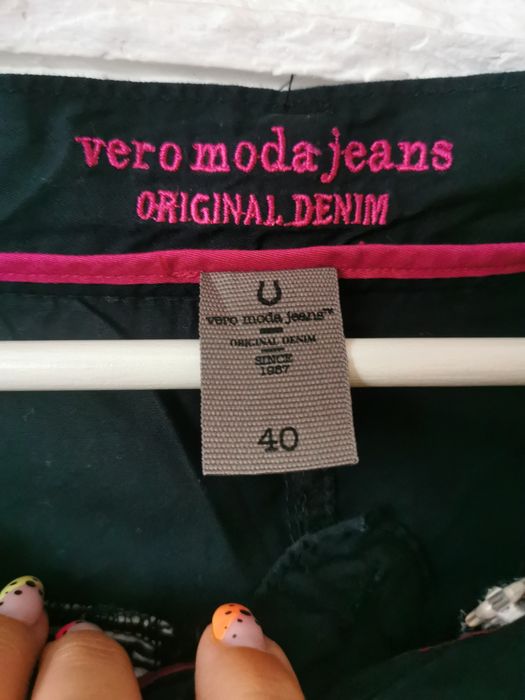 vero moda jeans
ORIGINAL DENIM
vero moda jeans™
ORIGINAL DENIM
SINCE
1987
40